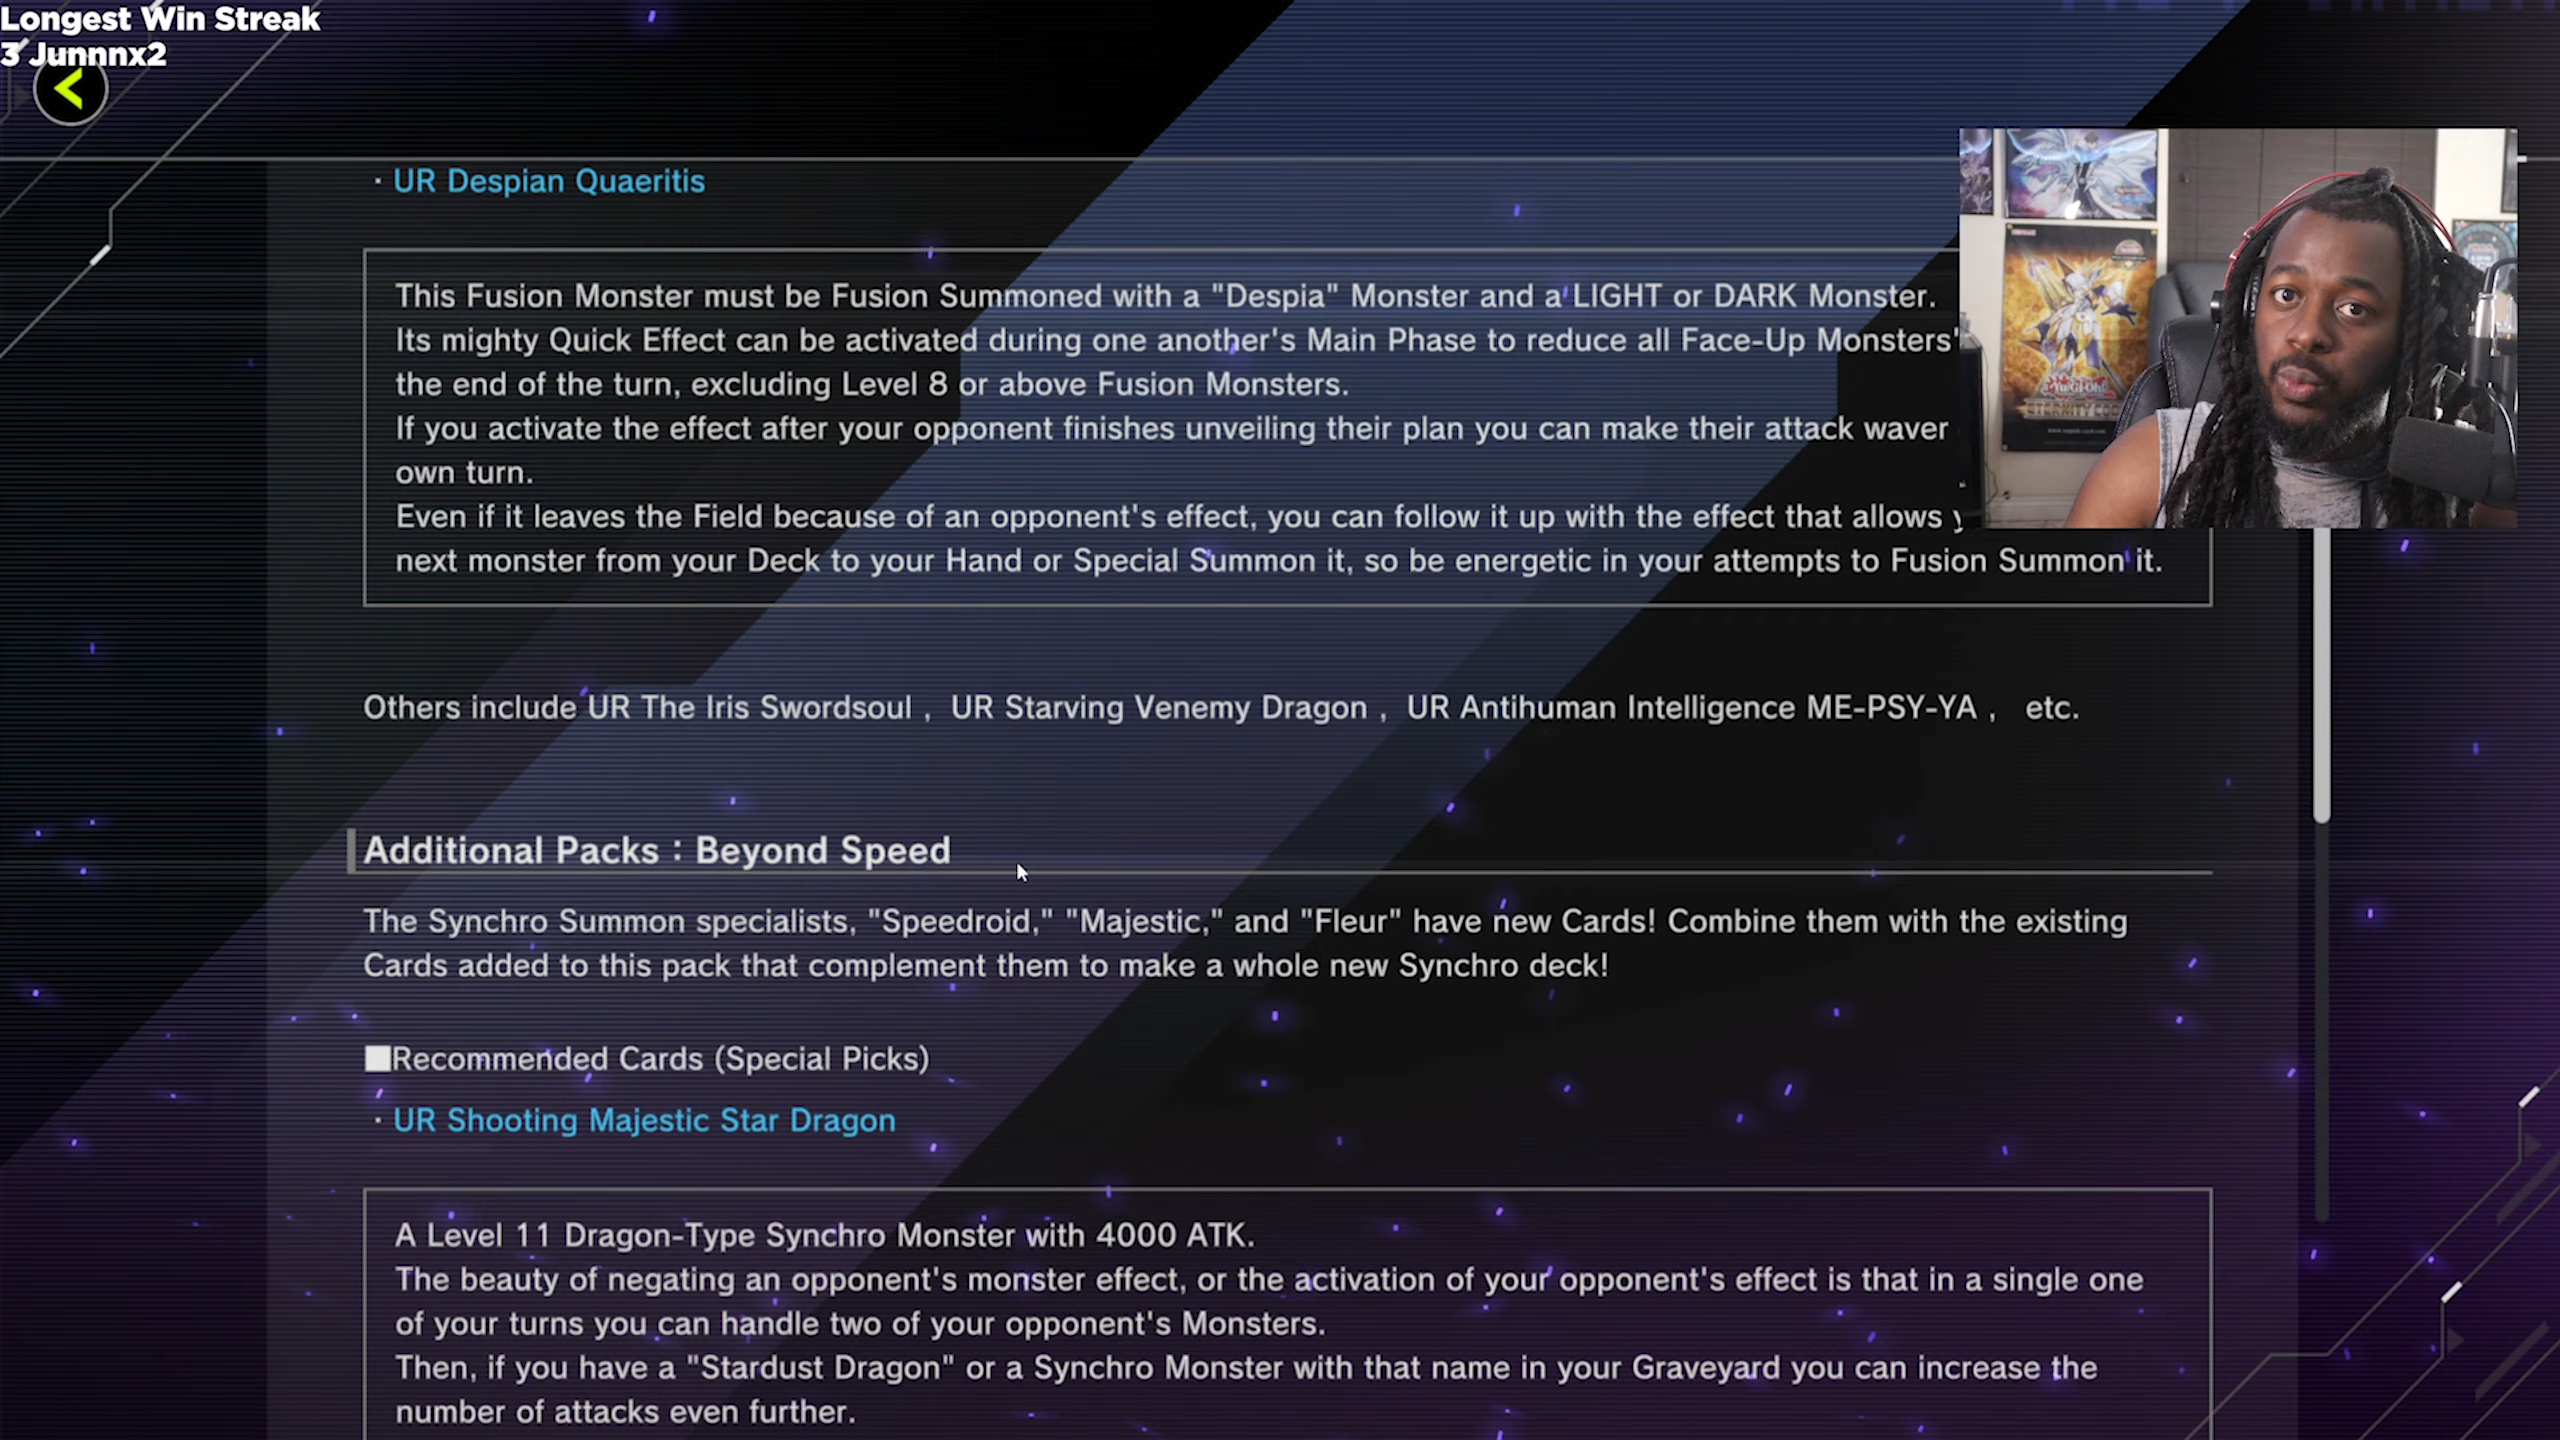 Longest Win Streak
3 Junnnx2
· UR Despian Quaeritis
This Fusion Monster must be Fusion Summoned with a "Despia" Monster and a LIGHT or DARK Monster.
Its mighty Quick Effect can be activated during one another's Main Phase to reduce all Face-Up Monsters'
the end of the turn, excluding Level 8 or above Fusion Monsters.
If you activate the effect after your opponent finishes unveiling their plan you can make their attack waver
own turn.
Even if it leaves the Field because of an opponent's effect, you can follow it up with the effect that allows
next monster from your Deck to your Hand or Special Summon it, so be energetic in your attempts to Fusion Summon it.
Others include UR The Iris Swordsoul , UR Starving Venemy Dragon , UR Antihuman Intelligence ME-PSY-YA , etc.
Additional Packs : Beyond Speed
The Synchro Summon specialists, "Speedroid," "Majestic," and "Fleur" have new Cards! Combine them with the existing
Cards added to this pack that complement them to make a whole new Synchro deck!
■Recommended Cards (Special Picks)
· UR Shooting Majestic Star Dragon
A Level 11 Dragon-Type Synchro Monster with 4000 ATK.
The beauty of negating an opponent's monster effect, or the activation of your opponent's effect is that in a single one
of your turns you can handle two of your opponent's Monsters.
Then, if you have a "Stardust Dragon" or a Synchro Monster with that name in your Graveyard you can increase the
number of attacks even further.